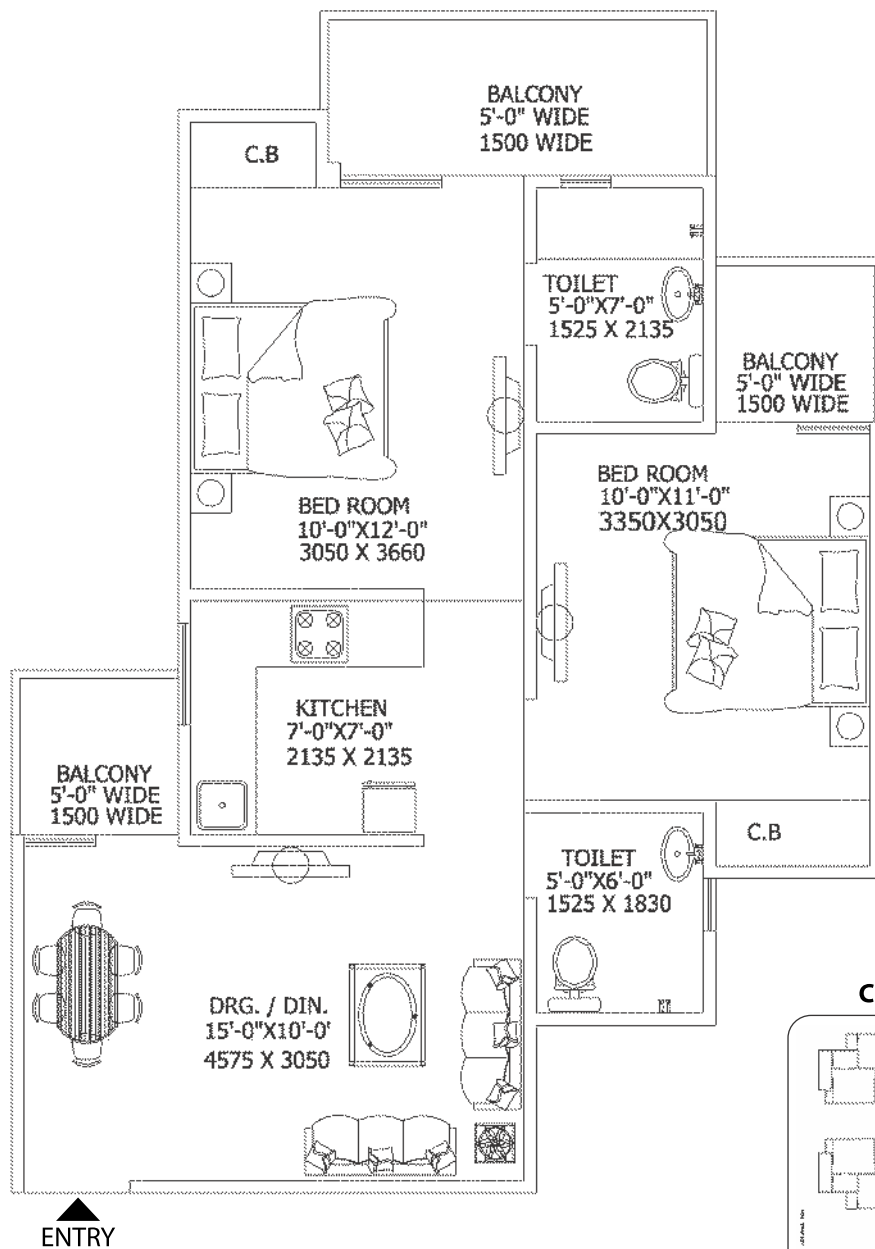 BALCONY
5'-0" WIDE
1500 WIDE
C.B
TOILET
5'-0"X7'-0"
1525 X 2135
BALCONY
5'-0" WIDE
1500 WIDE
BED ROOM
10'-0"X12'-0"
3050 X 3660
BED ROOM
10'-0"X11'-0"
3350X3050
KITCHEN
7'-0"X7'-0"
2135 X 2135
BALCONY
5'-0" WIDE
1500 WIDE
C.B
TOILET
5'-0"X6'-0"
1525 X 1830
DRG. / DIN.
15'-0"X10'-0'
4575 X 3050
C
ENTRY